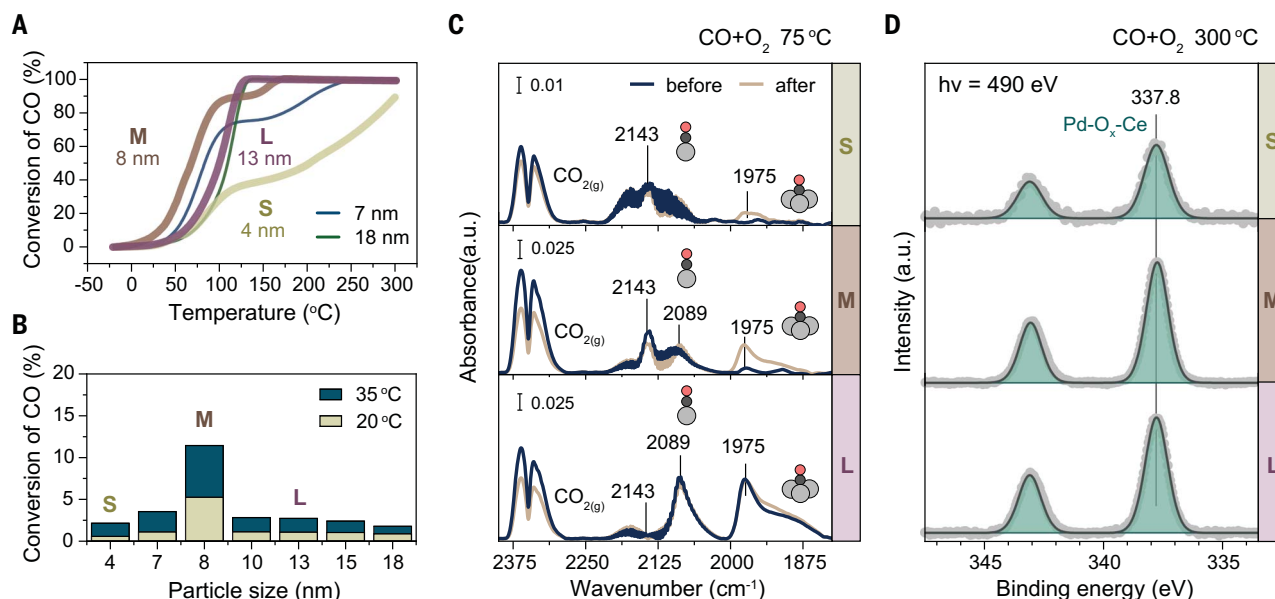 A
Conversion of CO (%)
100
80
60
40
20
0
M
8 nm
L
13 nm
S
4 nm
7 nm
18 nm
-50 0 50 100 150 200 250 300
Temperature (°C)
B
Conversion of CO (%)
20
15
10
5
0
35 °C
20 °C
S
M
L
4 7 8 10 13 15 18
Particle size (nm)
C
CO+O2 75 °C
Absorbance(a.u.)
0.01
before after
2143
CO2(g)
1975
S
0.025
2143
2089
CO2(g)
1975
M
0.025
2089
1975
CO2(g)
2143
L
2375 2250 2125 2000 1875
Wavenumber (cm-1)
D
CO+O2 300 °C
Intensity (a.u.)
hν = 490 eV
337.8
Pd-Ox-Ce
S
M
L
345 340 335
Binding energy (eV)